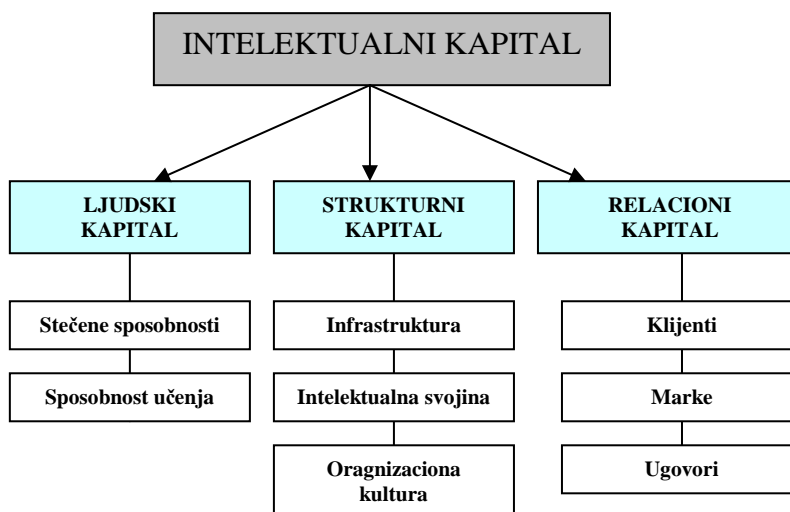 INTELEKTUALNI KAPITAL
LJUDSKI
KAPITAL
STRUKTURNI
KAPITAL
RELACIONI
KAPITAL
Stečene sposobnosti
Infrastruktura
Klijenti
Sposobnost učenja
Intelektualna svojina
Marke
Oragnizaciona
kultura
Ugovori